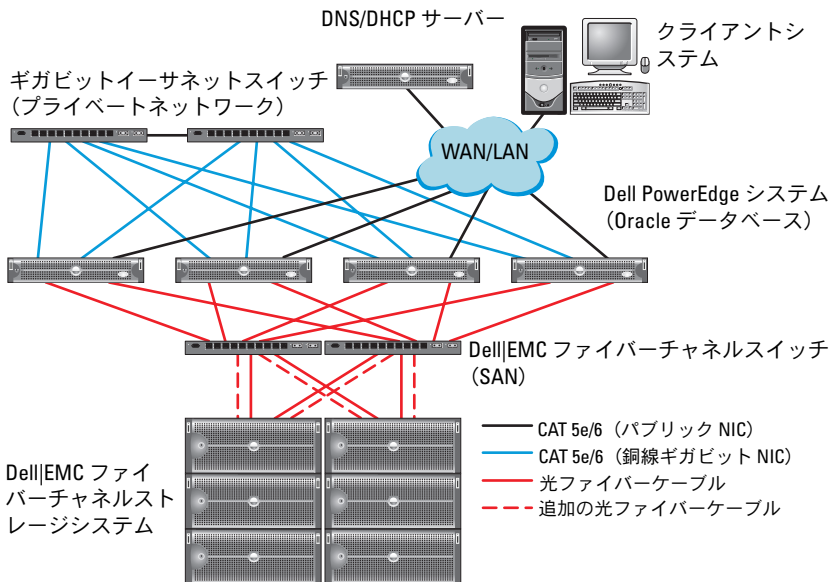 DNS/DHCP サーバー
クライアントシ
ステム
ギガビットイーサネットスイッチ
（プライベートネットワーク）
WAN/LAN
Dell PowerEdge システム
（Oracle データベース）
Dell|EMC ファイバーチャネルスイッチ
（SAN）
Dell|EMC ファイ
バーチャネルスト
レージシステム
CAT 5e/6（パブリック NIC）
CAT 5e/6（銅線ギガビット NIC）
光ファイバーケーブル
追加の光ファイバーケーブル